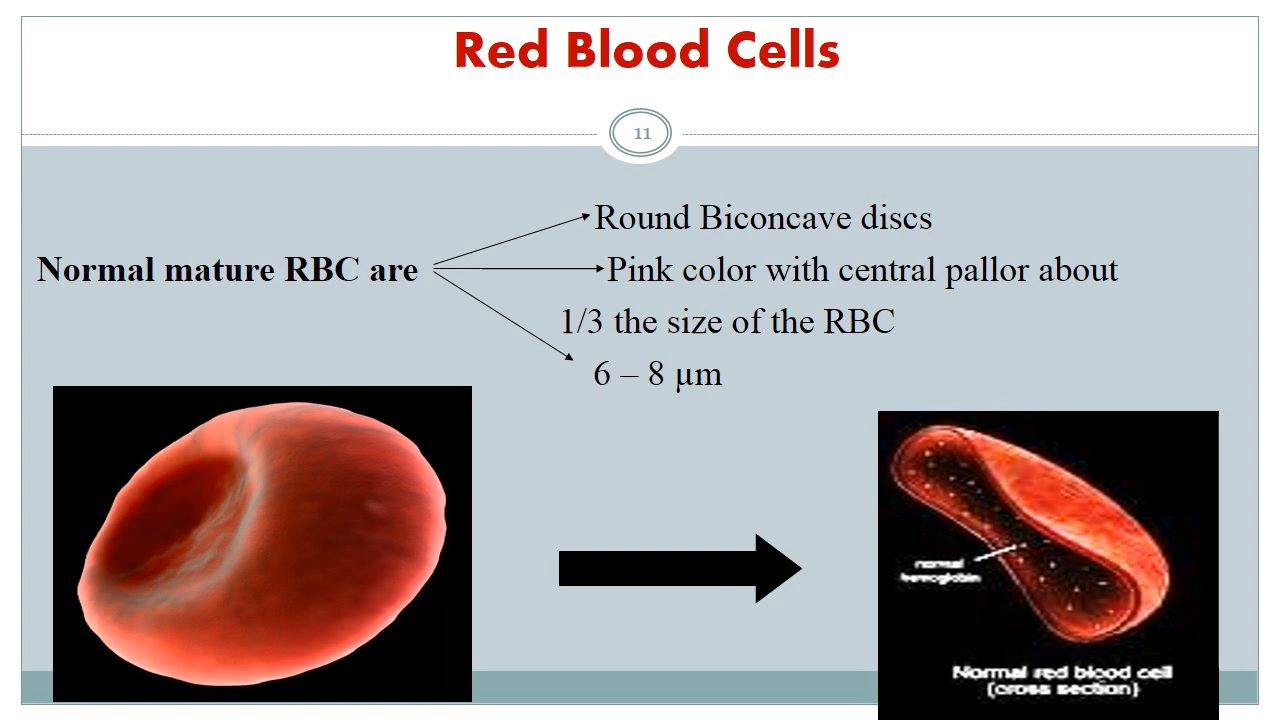 Red Blood Cells
11
Round Biconcave discs
Normal mature RBC are
Pink color with central pallor about
1/3 the size of the RBC
6 – 8 µm
normal
hemoglobin
Normal red blood cell
(cross section)